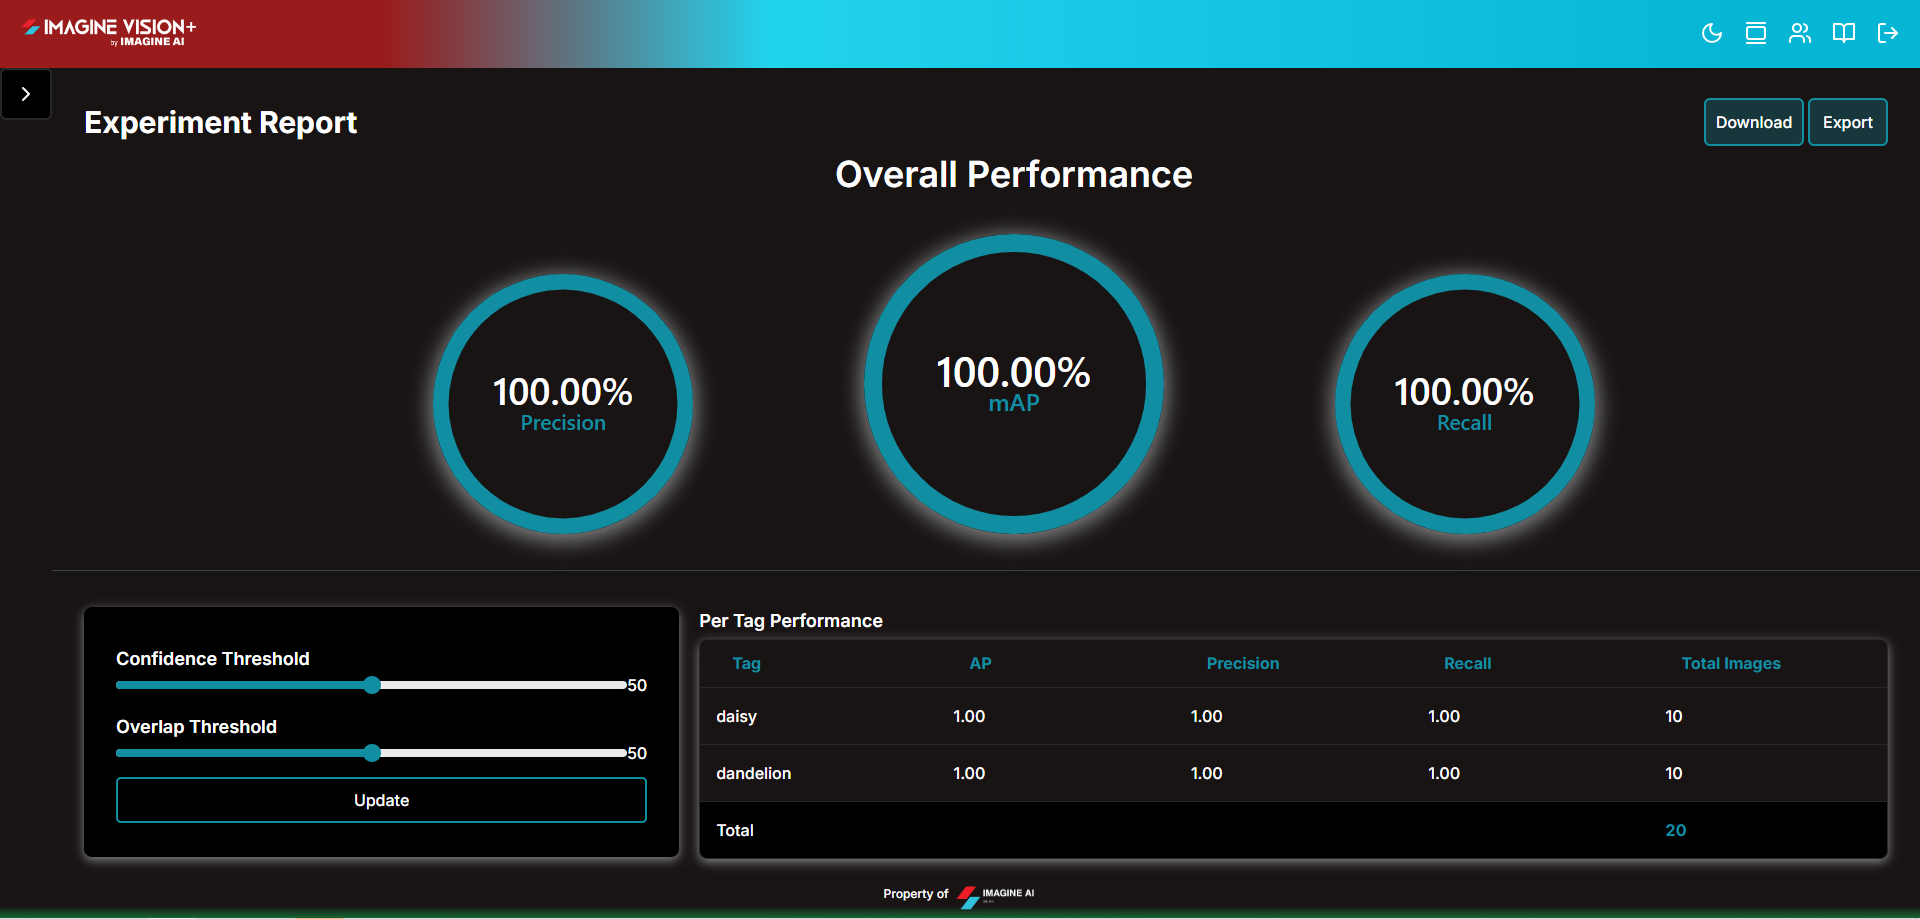 IMAGINE VISION+
by IMAGINE AI
Experiment Report
Download
Export
Overall Performance
100.00%
Precision
100.00%
mAP
100.00%
Recall
Confidence Threshold
50
Overlap Threshold
50
Update
Per Tag Performance
Tag AP Precision Recall Total Images
daisy 1.00 1.00 1.00 10
dandelion 1.00 1.00 1.00 10
Total 20
Property of IMAGINE AI